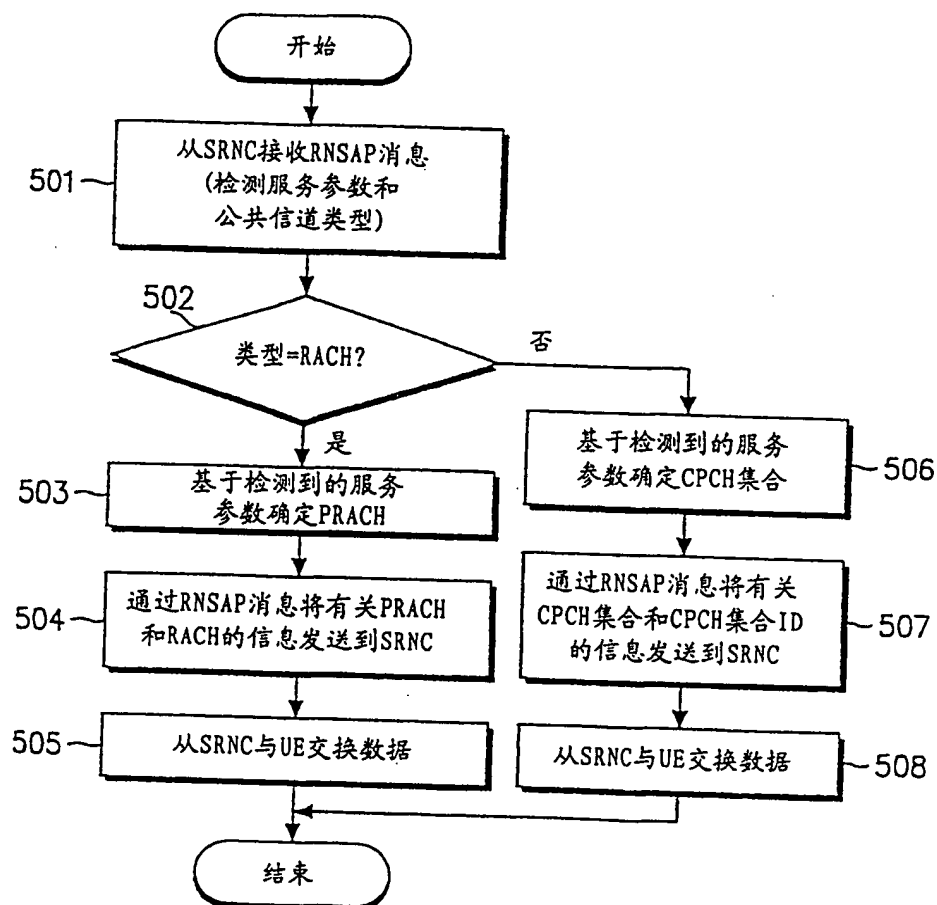 开始
501
从SRNC接收RNSAP消息
(检测服务参数和
公共信道类型)
502
类型=RACH?
否
是
503
基于检测到的服务
参数确定PRACH
504
通过RNSAP消息将有关PRACH
和RACH的信息发送到SRNC
505
从SRNC与UE交换数据
基于检测到的服务
参数确定CPCH集合
506
通过RNSAP消息将有关
CPCH集合和CPCH集合ID
的信息发送到SRNC
507
从SRNC与UE交换数据
508
结束